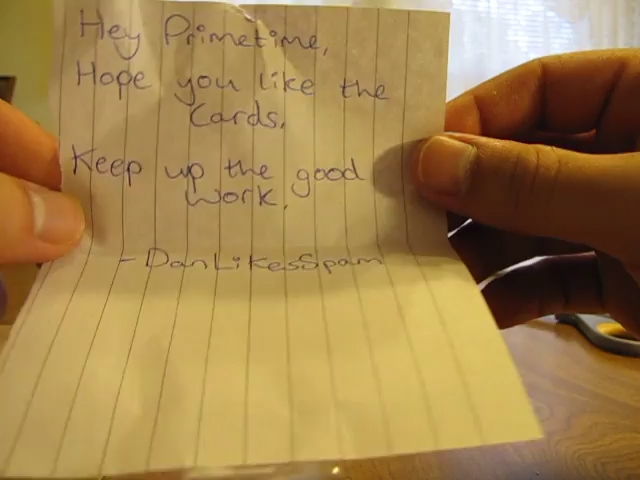 Hey Primetime,
Hope you like the
Cards.
Keep up the good
work.
- DanLikesSpam